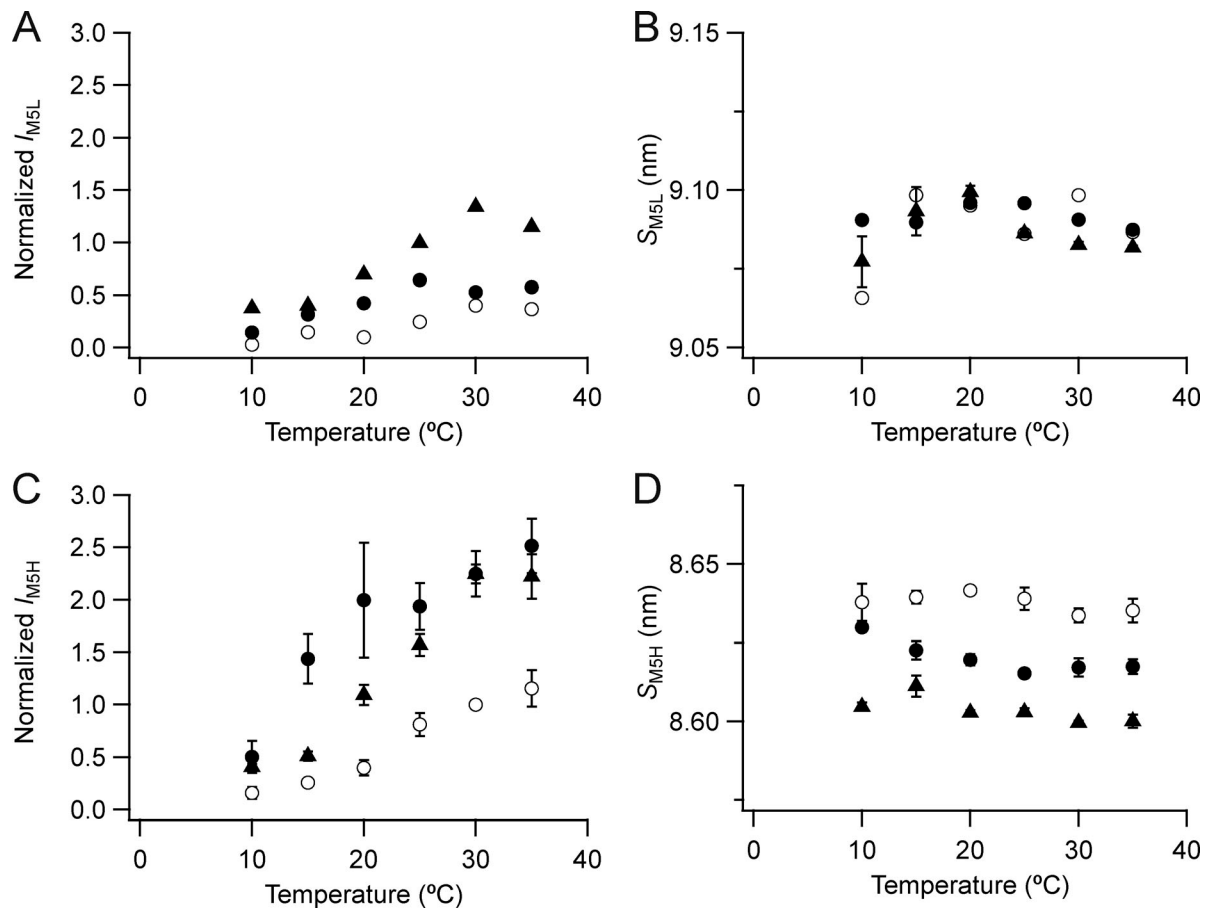 A
3.0
2.5
2.0
1.5
1.0
0.5
0.0
Normalized I_M5L
0 10 20 30 40
Temperature (ºC)
B
9.15
9.10
9.05
S_M5L (nm)
0 10 20 30 40
Temperature (ºC)
C
3.0
2.5
2.0
1.5
1.0
0.5
0.0
Normalized I_M5H
0 10 20 30 40
Temperature (ºC)
D
8.65
8.60
S_M5H (nm)
0 10 20 30 40
Temperature (ºC)